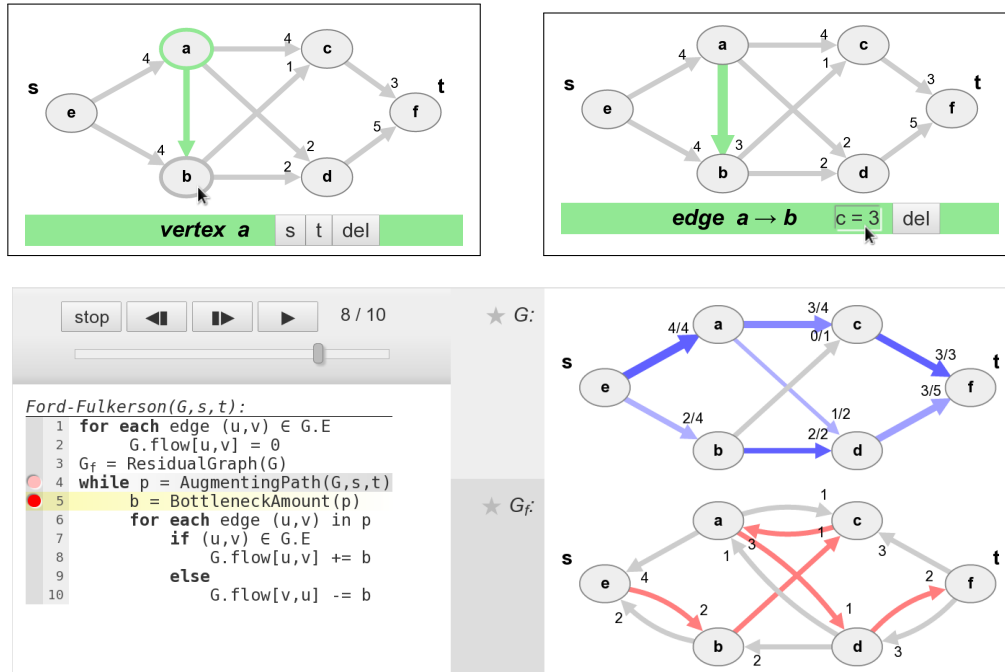 a
c
4
4
1
3
s
t
e
f
4
5
b
2
2
d
vertex a
s
t
del
a
c
4
4
1
3
s
t
e
f
4
3
5
b
2
2
d
edge a → b
c = 3
del
stop
8 / 10
Ford-Fulkerson(G,s,t):
1 for each edge (u,v) ∈ G.E
2 G.flow[u,v] = 0
3 Gf = ResidualGraph(G)
4 while p = AugmentingPath(G,s,t)
5 b = BottleneckAmount(p)
6 for each edge (u,v) in p
7 if (u,v) ∈ G.E
8 G.flow[u,v] += b
9 else
10 G.flow[v,u] -= b
★ G:
a
3/4
c
4/4
0/1
s
3/3
t
e
f
3/5
2/4
1/2
b
2/2
d
★ Gf:
1
a
1
c
3
1
3
s
t
e
4
2
f
2
2
1
b
2
d
3